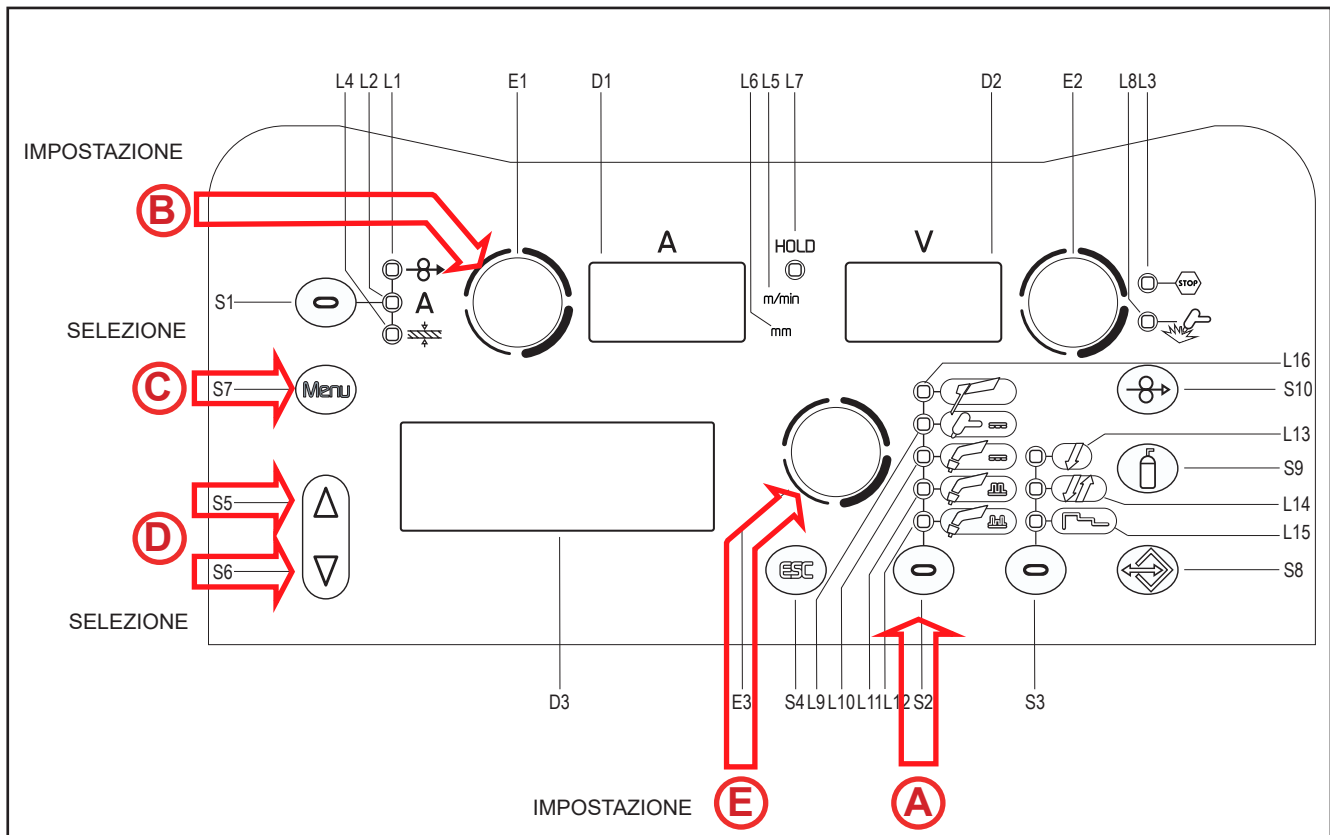 L4 L2 L1 E1 D1 L6 L5 L7 D2 E2 L8 L3
IMPOSTAZIONE
B
A
HOLD
V
STOP
m/min
S1
A
mm
SELEZIONE
L16
C
S7
Menu
S10
L13
S5
S9
D
L14
L15
S6
ESC
S8
SELEZIONE
D3 E3 S4 L9 L10 L11 L12 S2 S3
IMPOSTAZIONE
E
A